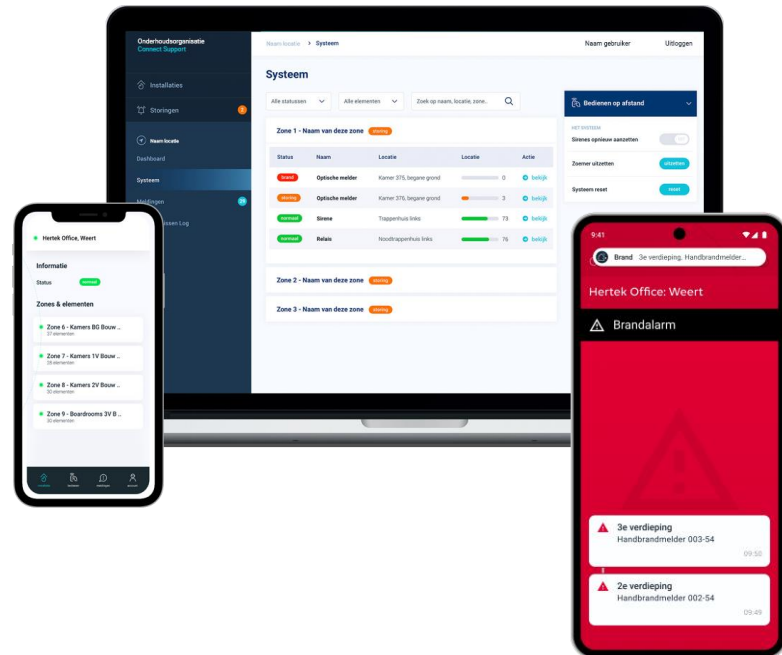 Onderhoudsorganisatie
Connect Support
Installaties
Storingen
Naam locatie
Dashboard
Systeem
Meldingen
Log
Naam locatie > Systeem
Naam gebruiker
Uitloggen
Systeem
Alle statussen
Alle elementen
Zoek op naam, locatie, zone..
Zone 1 - Naam van deze zone storing
Status Naam Locatie Locatie Actie
brand Optische melder Kamer 375, begane grond 0 bekijk
storing Optische melder Kamer 375, begane grond 3 bekijk
normaal Sirene Trappenhuis links 73 bekijk
normaal Relais Noodtrappenhuis links 76 bekijk
Zone 2 - Naam van deze zone storing
Zone 3 - Naam van deze zone storing
Bedienen op afstand
HET SYSTEEM
Sirenes opnieuw aanzetten
Zoemer uitzetten uitzetten
Systeem reset reset
Hertek Office, Weert
Informatie
Status normaal
Zones & elementen
Zone 6 - Kamers BG Bouw ..
37 elementen
Zone 7 - Kamers 1V Bouw ..
Zone 8 - Kamers 2V Bouw ..
30 elementen
Zone 9 - Boardrooms 3V B ..
30 elementen
9:41
Brand 3e verdieping. Handbrandmelder...
Hertek Office: Weert
Brandalarm
3e verdieping
Handbrandmelder 003-54
09:50
2e verdieping
Handbrandmelder 002-54
09:49